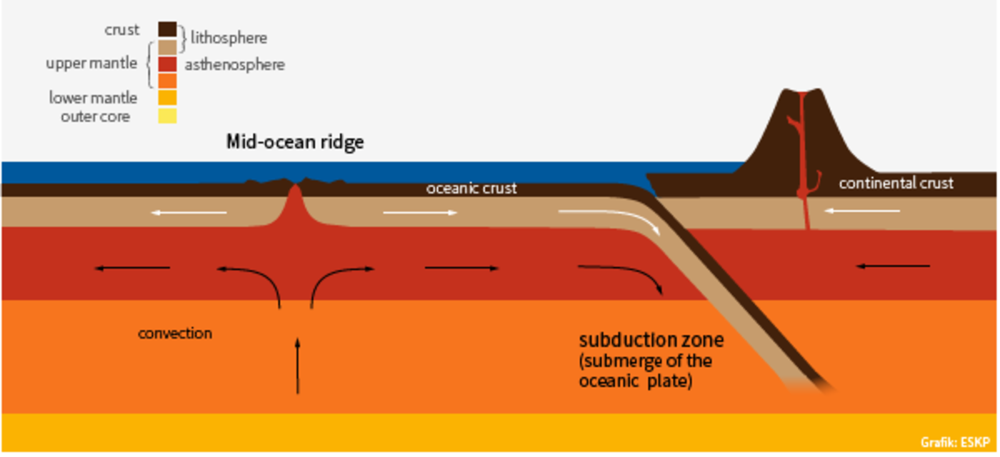 crust
lithosphere
upper mantle
asthenosphere
lower mantle
outer core
Mid-ocean ridge
oceanic crust
continental crust
convection
subduction zone
(submerge of the
oceanic plate)
Grafik: ESKP